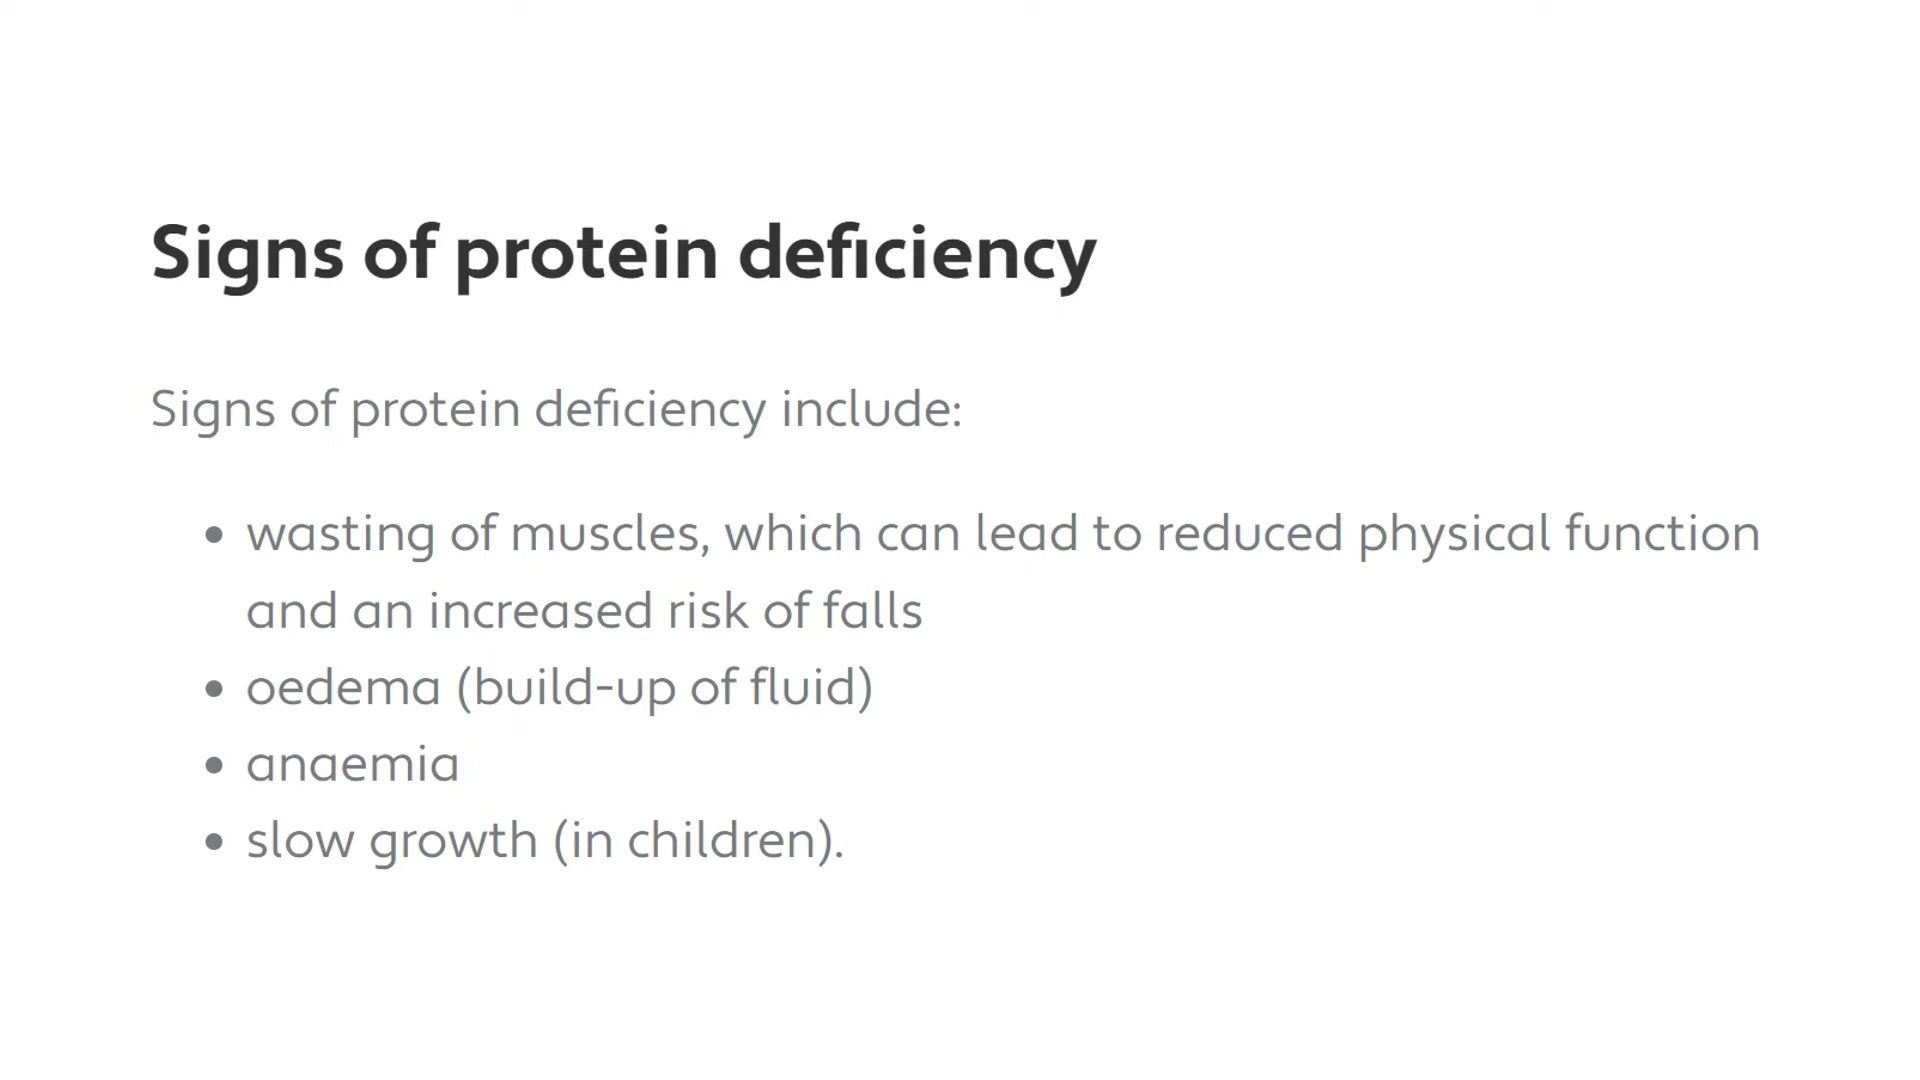 Signs of protein deficiency
Signs of protein deficiency include:
• wasting of muscles, which can lead to reduced physical function
and an increased risk of falls
• oedema (build-up of fluid)
• anaemia
• slow growth (in children).